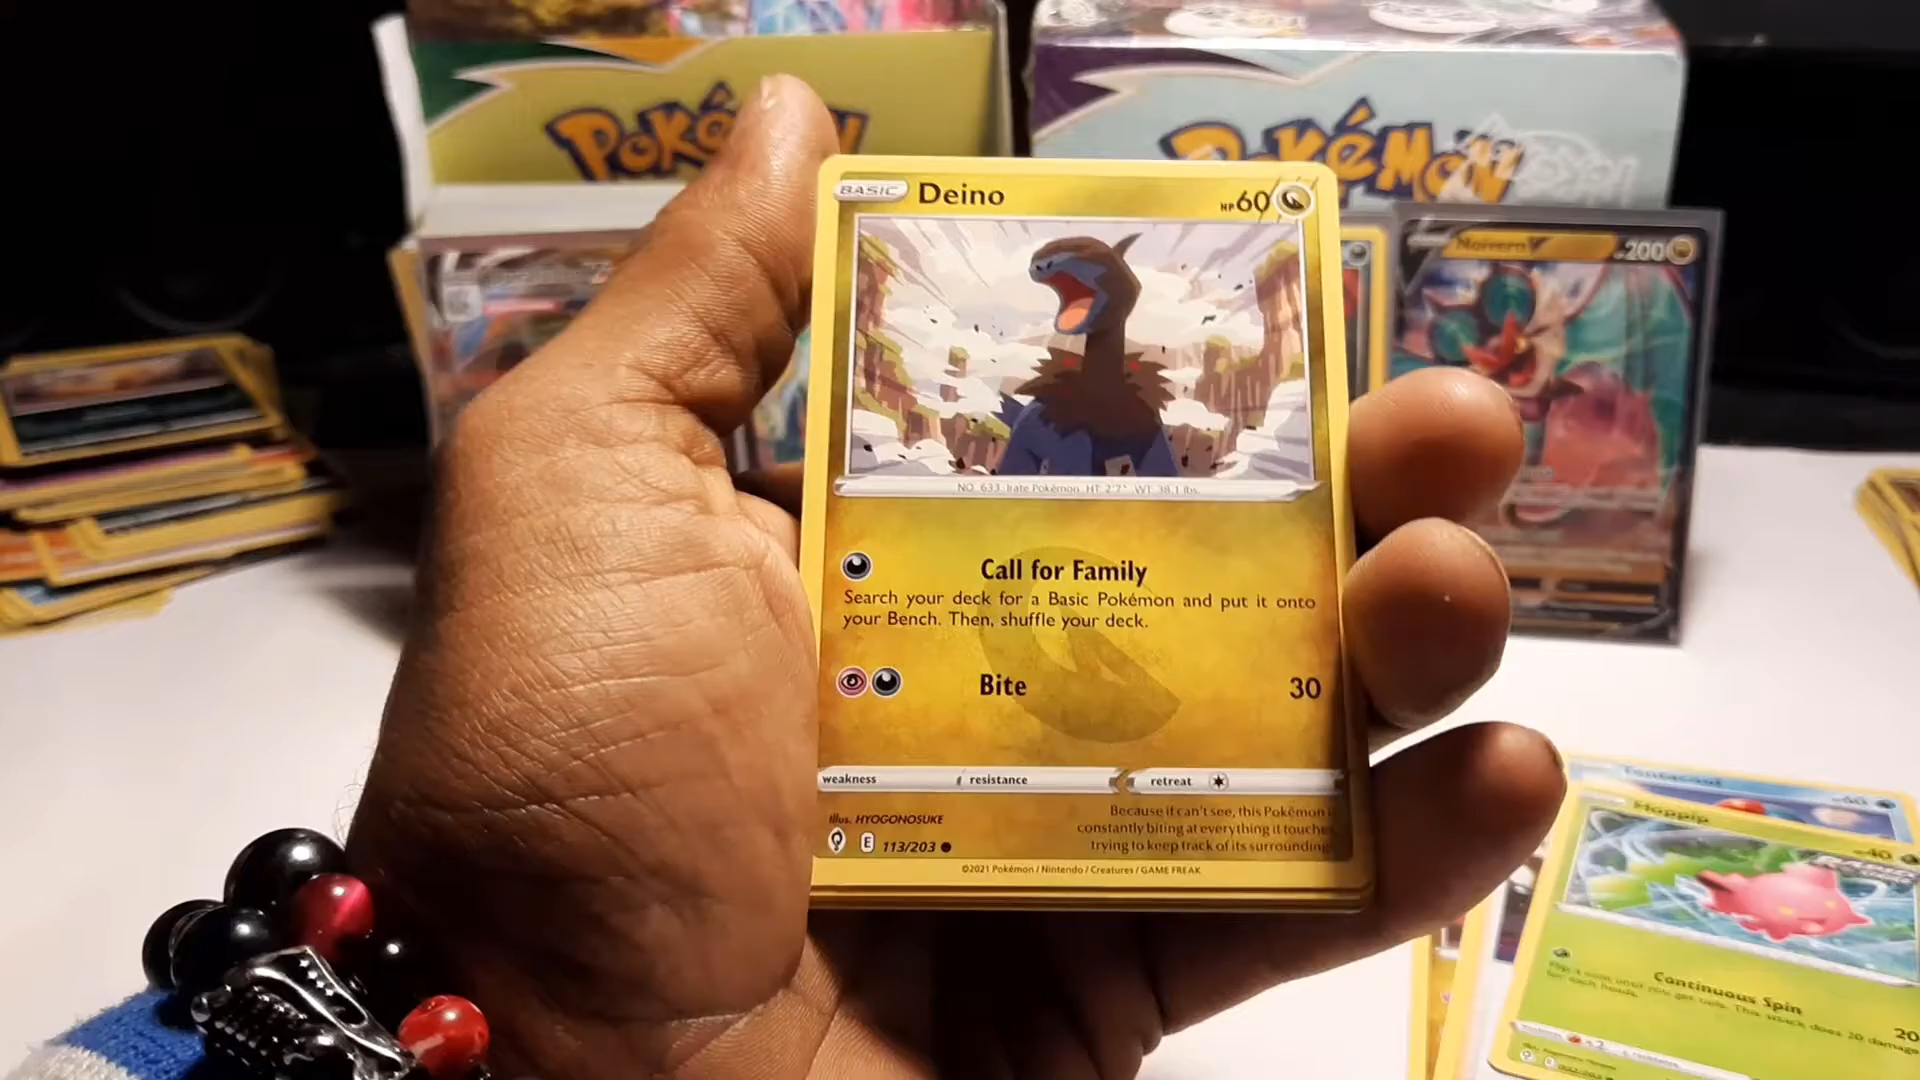 POKÉ
POKÉMON
BASIC Deino HP60
Noivern V 200
NO. 633 Irate Pokémon HT: 2'7" WT: 38.1 lbs.
Call for Family
Search your deck for a Basic Pokémon and put it onto
your Bench. Then, shuffle your deck.
Bite 30
weakness resistance retreat
Illus. HYOGONOSUKE
Because it can't see, this Pokémon i
constantly biting at everything it touche
trying to keep track of its surrounding
E 113/203
©2021 Pokémon / Nintendo / Creatures / GAME FREAK
60
Hoppip 40
Continuous Spin
20